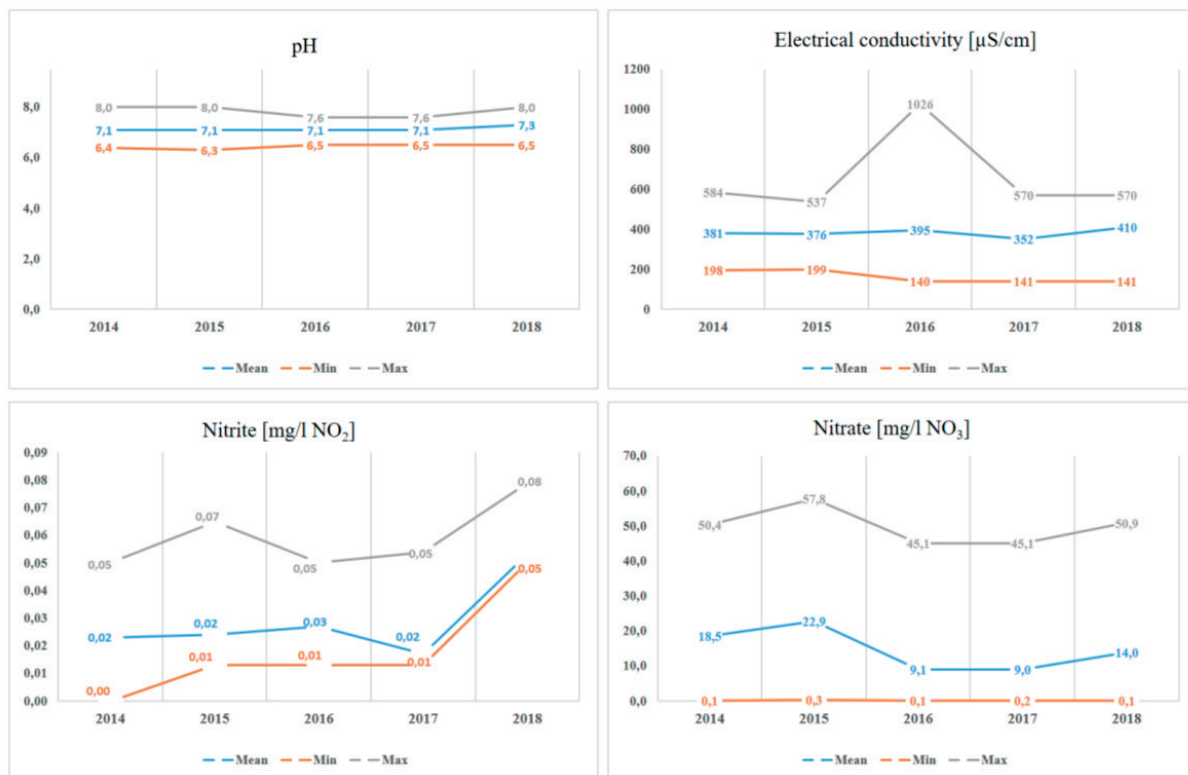 pH
8,0
6,0
4,0
2,0
0,0
8,0 8,0 7,6 7,6 8,0
7,1 7,1 7,1 7,1 7,3
6,4 6,3 6,5 6,5 6,5
2014 2015 2016 2017 2018
Mean Min Max
Electrical conductivity [µS/cm]
1200
1000
800
600
400
200
0
584 537 1026 570 570
381 376 395 352 410
198 199 140 141 141
2014 2015 2016 2017 2018
Mean Min Max
Nitrite [mg/l NO₂]
0,09
0,08
0,07
0,06
0,05
0,04
0,03
0,02
0,01
0,00
0,05 0,07 0,05 0,05 0,08
0,02 0,02 0,03 0,02
0,00 0,01 0,01 0,01 0,05
2014 2015 2016 2017 2018
Mean Min Max
Nitrate [mg/l NO₃]
70,0
60,0
50,0
40,0
30,0
20,0
10,0
0,0
50,4 57,8 45,1 45,1 50,9
18,5 22,9 9,1 9,0 14,0
0,1 0,3 0,1 0,2 0,1
2014 2015 2016 2017 2018
Mean Min Max